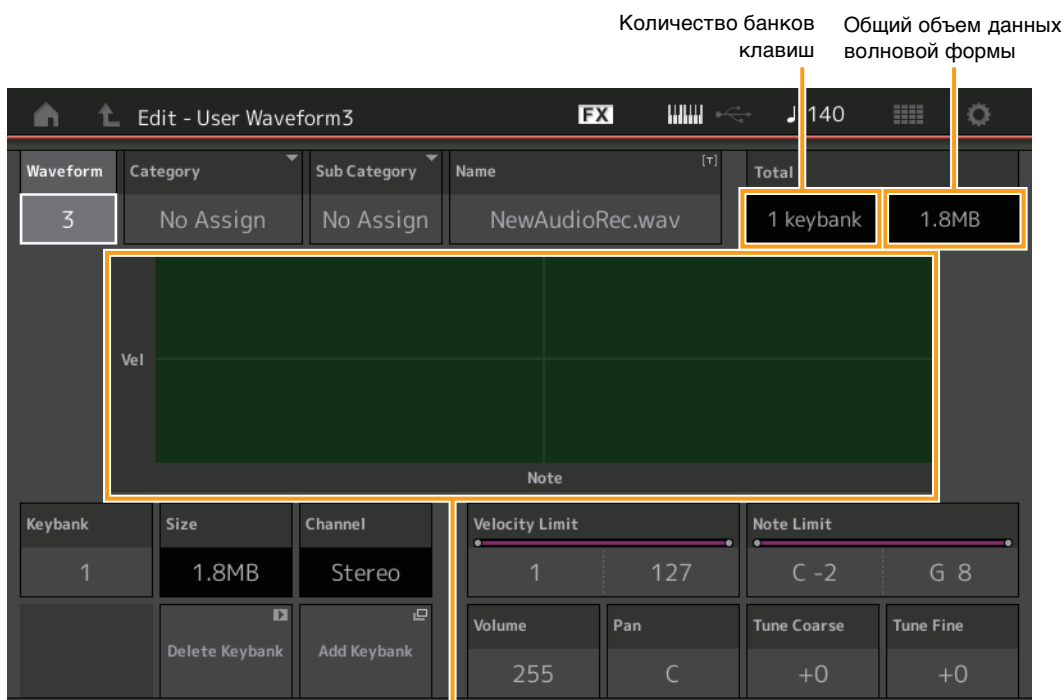 Количество банков клавиш
Общий объем данных волновой формы
Edit - User Waveform3
FX
♩ 140
Waveform
Category
Sub Category
Name
[T]
Total
3
No Assign
No Assign
NewAudioRec.wav
1 keybank
1.8MB
Vel
Note
Keybank
Size
Channel
Velocity Limit
Note Limit
1
1.8MB
Stereo
1
127
C -2
G 8
Delete Keybank
Add Keybank
Volume
Pan
Tune Coarse
Tune Fine
255
C
+0
+0